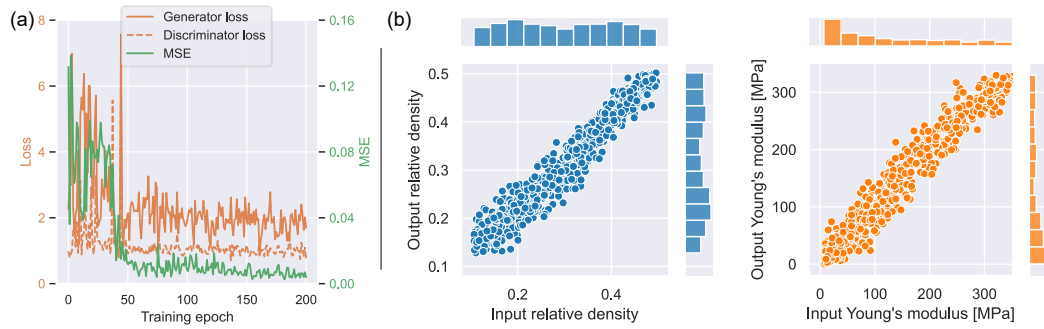 (a)
Generator loss
Discriminator loss
MSE
8
6
4
2
0
Loss
0.16
0.12
0.08
0.04
0.00
MSE
0 50 100 150 200
Training epoch
(b)
0.5
0.4
0.3
0.2
0.1
Output relative density
0.2 0.4
Input relative density
300
200
100
0
Output Young's modulus [MPa]
0 100 200 300
Input Young's modulus [MPa]